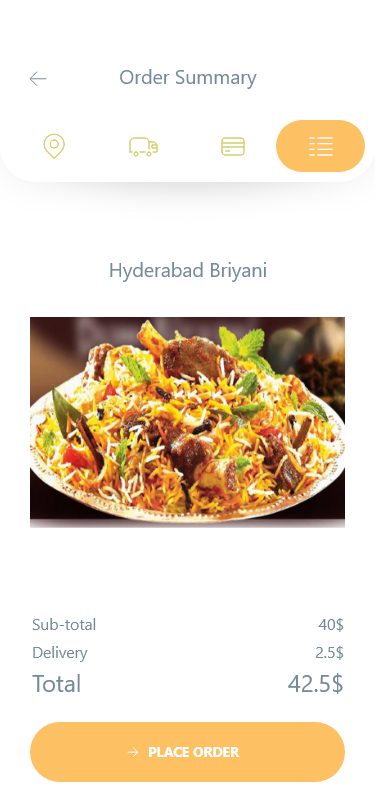 Order Summary
Hyderabad Briyani
Sub-total 40$
Delivery 2.5$
Total 42.5$
PLACE ORDER